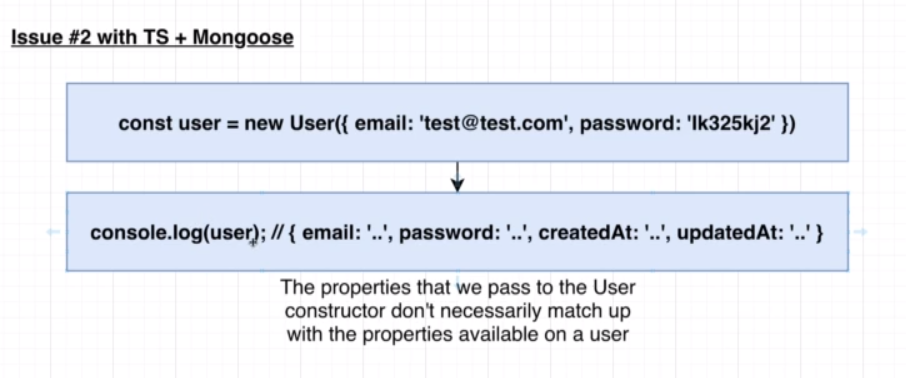 Issue #2 with TS + Mongoose
const user = new User({ email: 'test@test.com', password: 'lk325kj2' })
console.log(user); // { email: '..', password: '..', createdAt: '..', updatedAt: '..' }
The properties that we pass to the User
constructor don't necessarily match up
with the properties available on a user